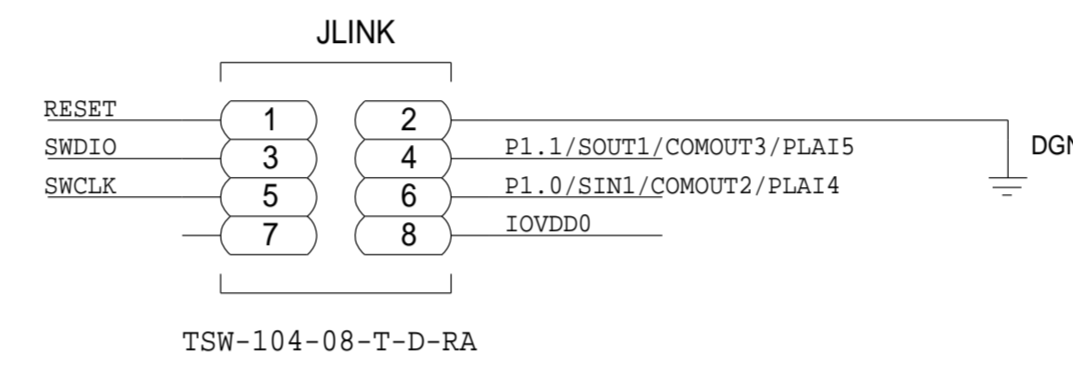 JLINK
RESET 1 2
SWDIO 3 4 P1.1/SOUT1/COMOUT3/PLAI5 DGN
SWCLK 5 6 P1.0/SIN1/COMOUT2/PLAI4
7 8 IOVDD0
TSW-104-08-T-D-RA